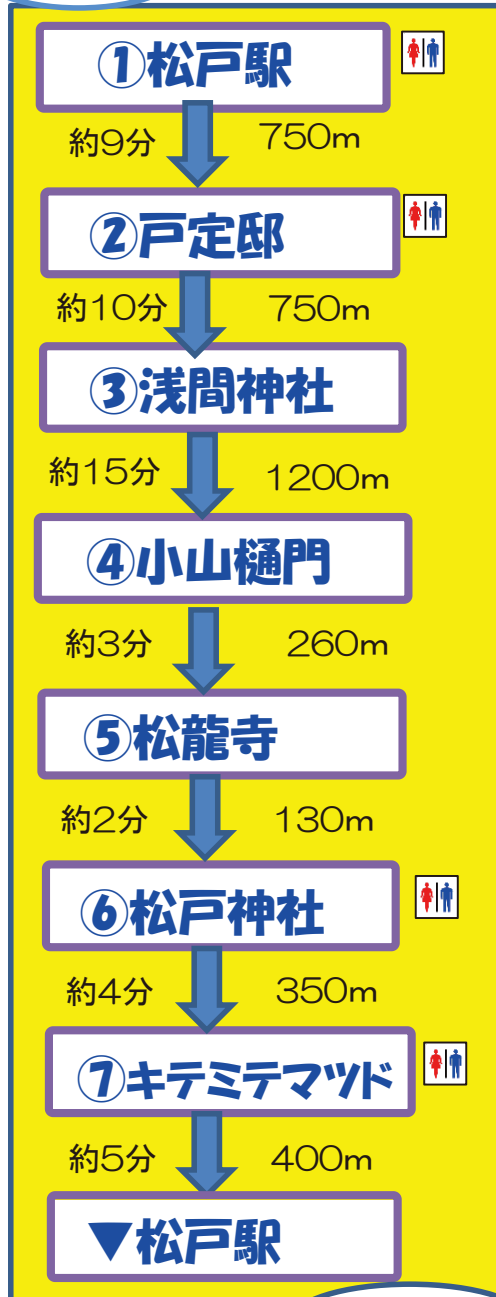 ①松戸駅
約9分 750m
②戸定邸
約10分 750m
③浅間神社
約15分 1200m
④小山樋門
約3分 260m
⑤松龍寺
約2分 130m
⑥松戸神社
約4分 350m
⑦キテミテマツド
約5分 400m
▼松戸駅